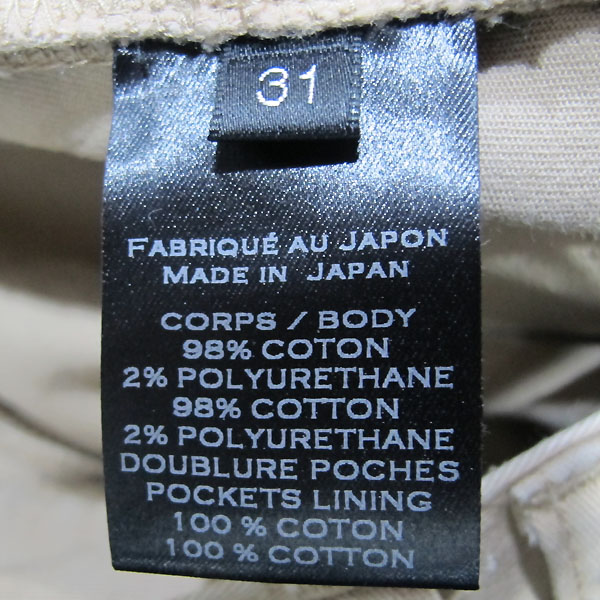 31
FABRIQUÉ AU JAPON
MADE IN JAPAN
CORPS / BODY
98% COTON
2% POLYURETHANE
98% COTTON
2% POLYURETHANE
DOUBLURE POCHES
POCKETS LINING
100 % COTON
100 % COTTON